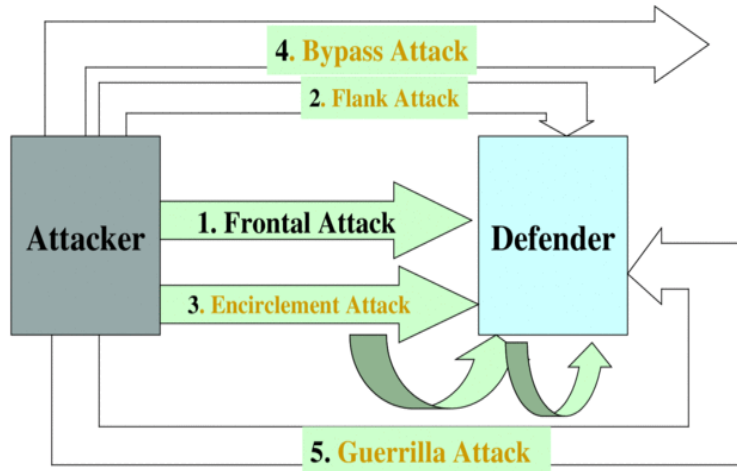 4. Bypass Attack
2. Flank Attack
Attacker
1. Frontal Attack
Defender
3. Encirclement Attack
5. Guerrilla Attack